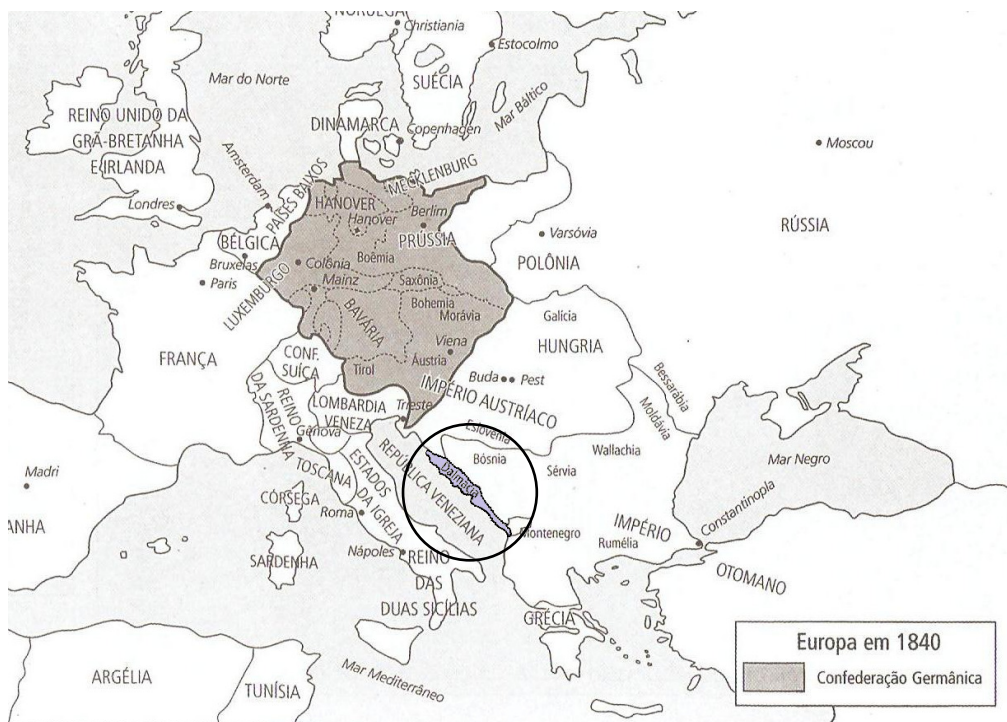 NORUEGA
Christiania
Estocolmo
SUÉCIA
Mar do Norte
Mar Báltico
REINO UNIDO DA
GRÃ-BRETANHA
E IRLANDA
DINAMARCA
Copenhagen
Moscou
Amsterdam
PAÍSES BAIXOS
MECKLENBURG
HANOVER
Hanover
Berlim
Londres
RÚSSIA
BÉLGICA
Bruxelas
PRÚSSIA
Varsóvia
POLÔNIA
Boêmia
Colônia
Paris
LUXEMBURGO
Mainz
Saxônia
Bohemia
Morávia
BAVÁRIA
Galícia
HUNGRIA
Viena
FRANÇA
CONF.
SUÍÇA
Tirol
Áustria
Buda
Pest
IMPÉRIO AUSTRÍACO
Bessarábia
Moldávia
REINO
DA SARDENHA
LOMBARDIA
VENEZA
Trieste
Gênova
Eslovênia
Bósnia
Sérvia
Wallachia
Mar Negro
Madri
ANHA
TOSCANA
ESTADOS
DA IGREJA
REPÚBLICA VENEZIANA
Dalmácia
CÓRSEGA
Roma
Montenegro
IMPÉRIO
Rumélia
Constantinopla
OTOMANO
SARDENHA
Nápoles
REINO
DAS
DUAS SICÍLIAS
GRÉCIA
ARGÉLIA
TUNÍSIA
Mar Mediterrâneo
Europa em 1840
Confederação Germânica